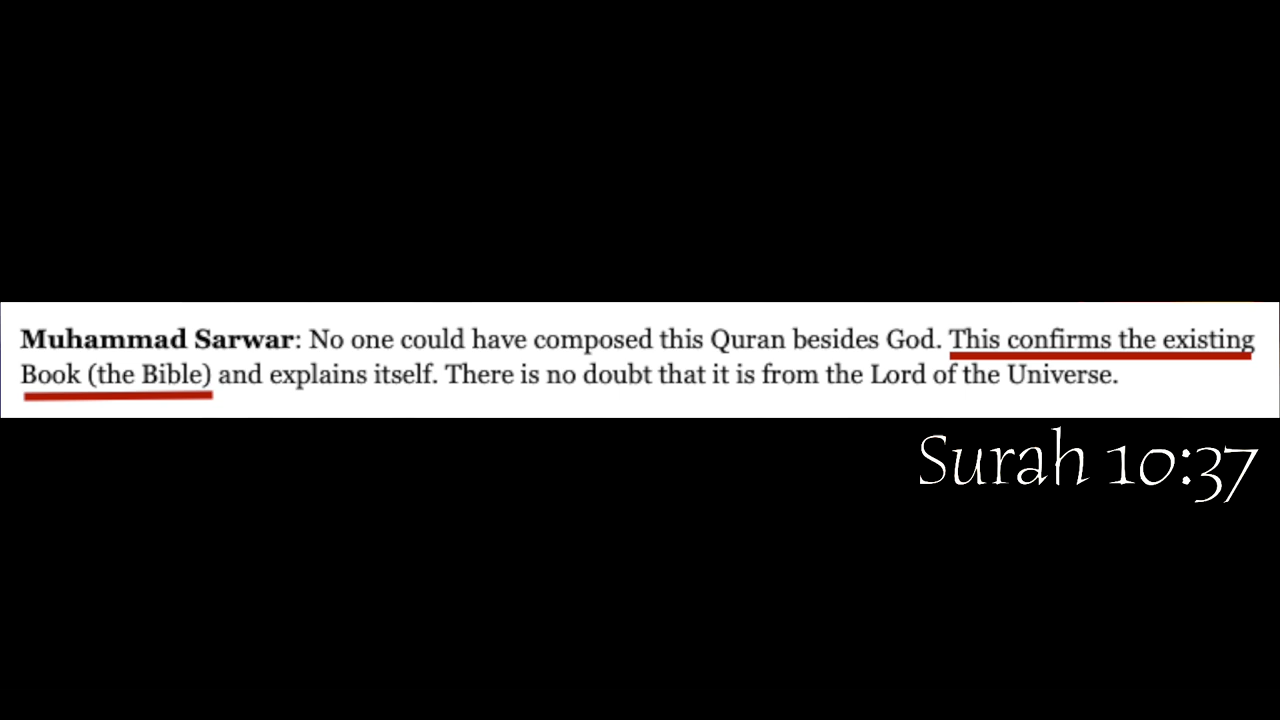 Muhammad Sarwar: No one could have composed this Quran besides God. This confirms the existing
Book (the Bible) and explains itself. There is no doubt that it is from the Lord of the Universe.
Surah 10:37